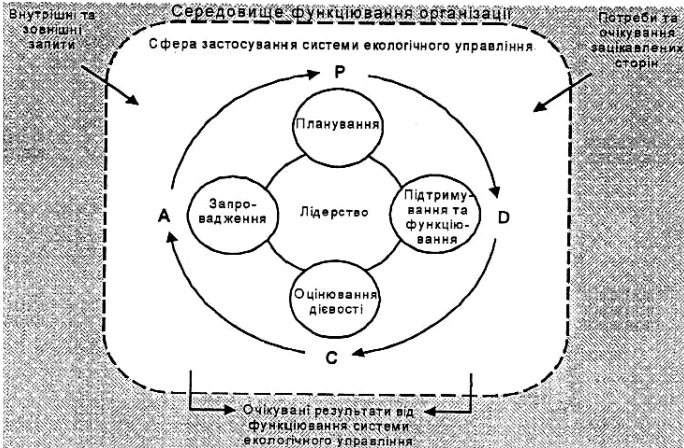 Внутрішні та
зовнішні
запити
Середовище функціювання організації
Потреби та
очікування
зацікавлених
сторін
Сфера застосування системи екологічного управління
P
Планування
A
Запро-
вадження
Лідерство
Підтриму-
вання та
функцію-
вання
D
Оцінювання
дієвості
C
Очікувані результати від
функціювання системи
екологічного управління